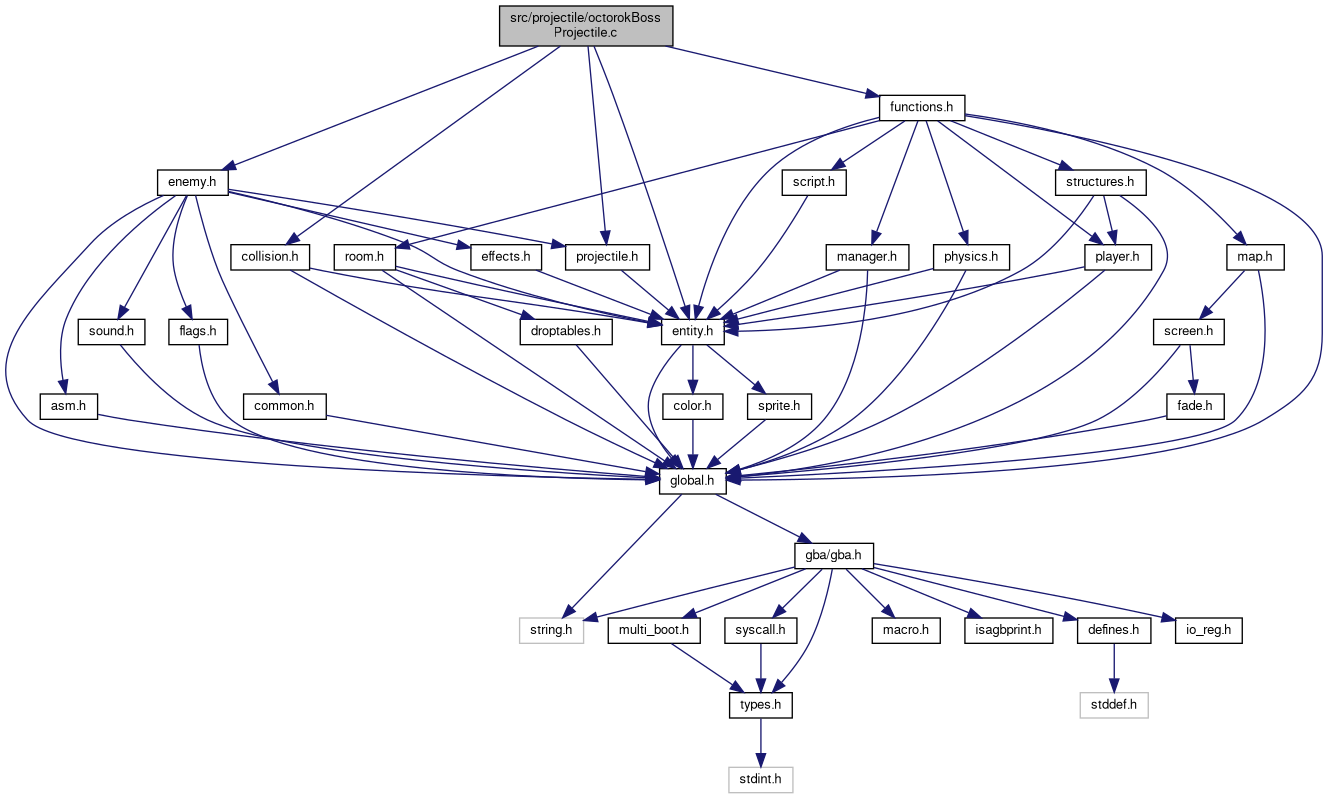 src/projectile/octorokBoss
Projectile.c
functions.h
enemy.h
script.h
structures.h
collision.h
room.h
effects.h
projectile.h
manager.h
physics.h
player.h
map.h
sound.h
flags.h
droptables.h
entity.h
screen.h
asm.h
common.h
color.h
sprite.h
fade.h
global.h
gba/gba.h
string.h
multi_boot.h
syscall.h
macro.h
isagbprint.h
defines.h
io_reg.h
types.h
stddef.h
stdint.h